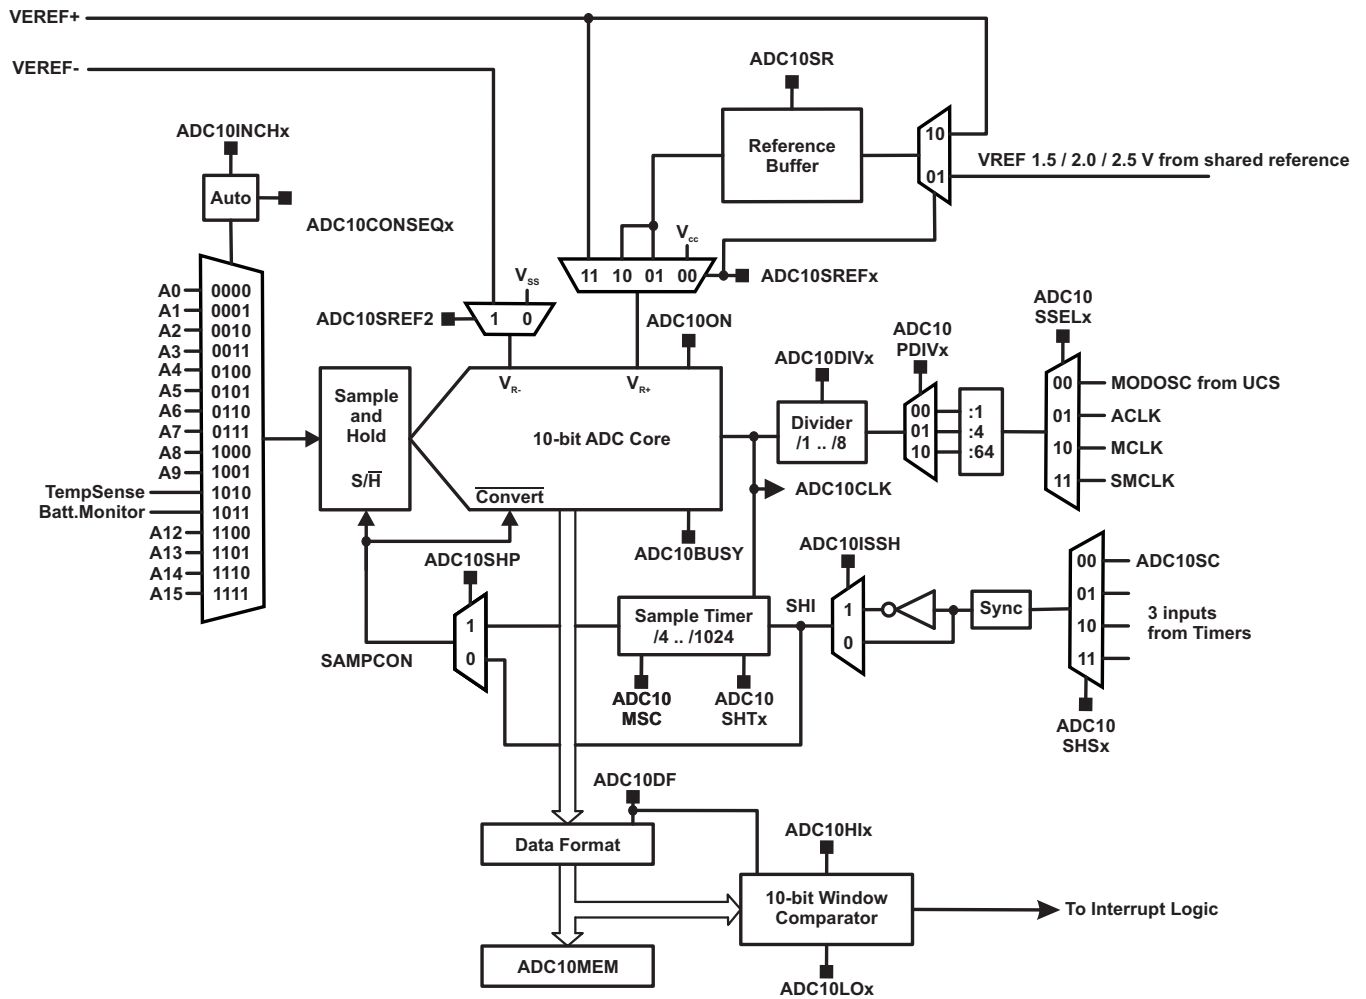 VEREF+
VEREF-
ADC10SR
ADC10INCHx
Reference
Buffer
10
01
VREF 1.5 / 2.0 / 2.5 V from shared reference
Auto
ADC10CONSEQx
Vcc
11 10 01 00
ADC10SREFx
VSS
ADC10SREF2
1 0
ADC10ON
A0 0000
A1 0001
A2 0010
A3 0011
A4 0100
A5 0101
A6 0110
A7 0111
A8 1000
A9 1001
TempSense 1010
Batt.Monitor 1011
A12 1100
A13 1101
A14 1110
A15 1111
Sample
and
Hold
S/H̅
VR-
VR+
10-bit ADC Core
Convert
ADC10BUSY
ADC10DIVx
Divider
/1 .. /8
ADC10
PDIVx
00 :1
01 :4
10 :64
ADC10
SSELx
00 MODOSC from UCS
01 ACLK
10 MCLK
11 SMCLK
ADC10CLK
ADC10SHP
1
0
SAMPCON
Sample Timer
/4 .. /1024
ADC10
MSC
ADC10
SHTx
SHI
ADC10ISSH
1
0
Sync
00 ADC10SC
01
10
11
3 inputs
from Timers
ADC10
SHSx
ADC10DF
Data Format
ADC10HIx
10-bit Window
Comparator
To Interrupt Logic
ADC10MEM
ADC10LOx